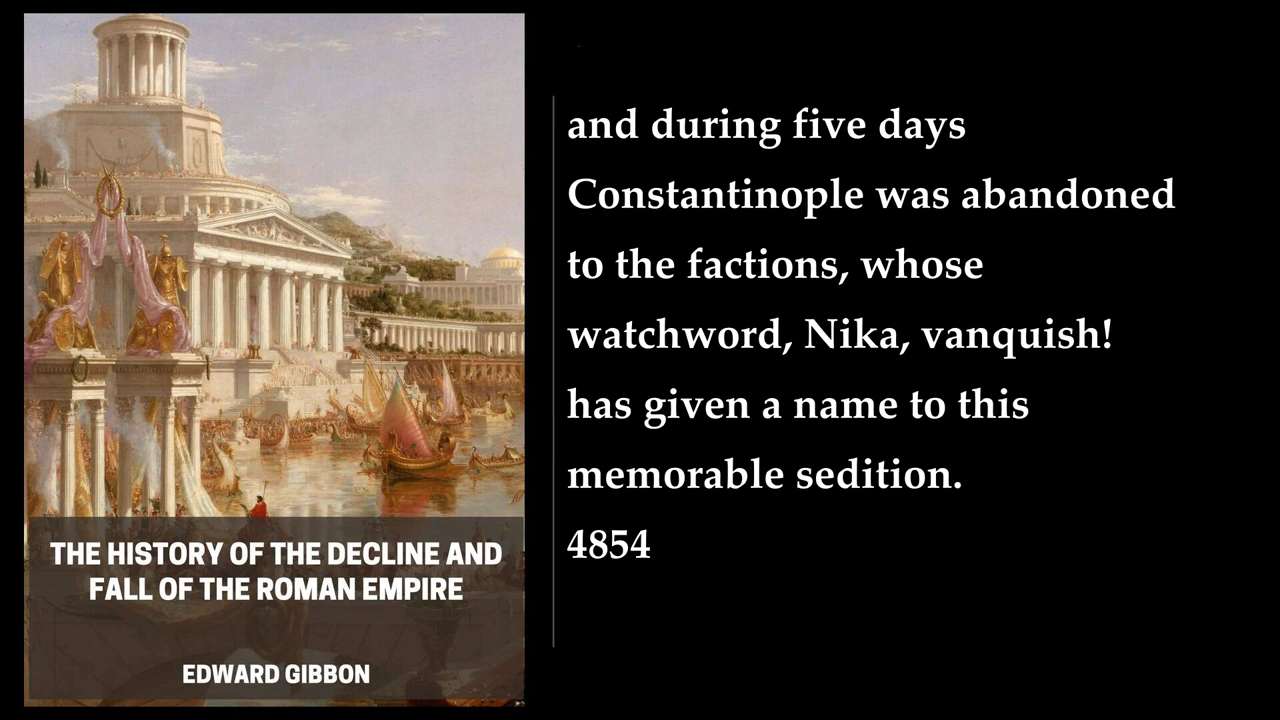 and during five days
Constantinople was abandoned
to the factions, whose
watchword, Nika, vanquish!
has given a name to this
memorable sedition.
4854
THE HISTORY OF THE DECLINE AND
FALL OF THE ROMAN EMPIRE
EDWARD GIBBON